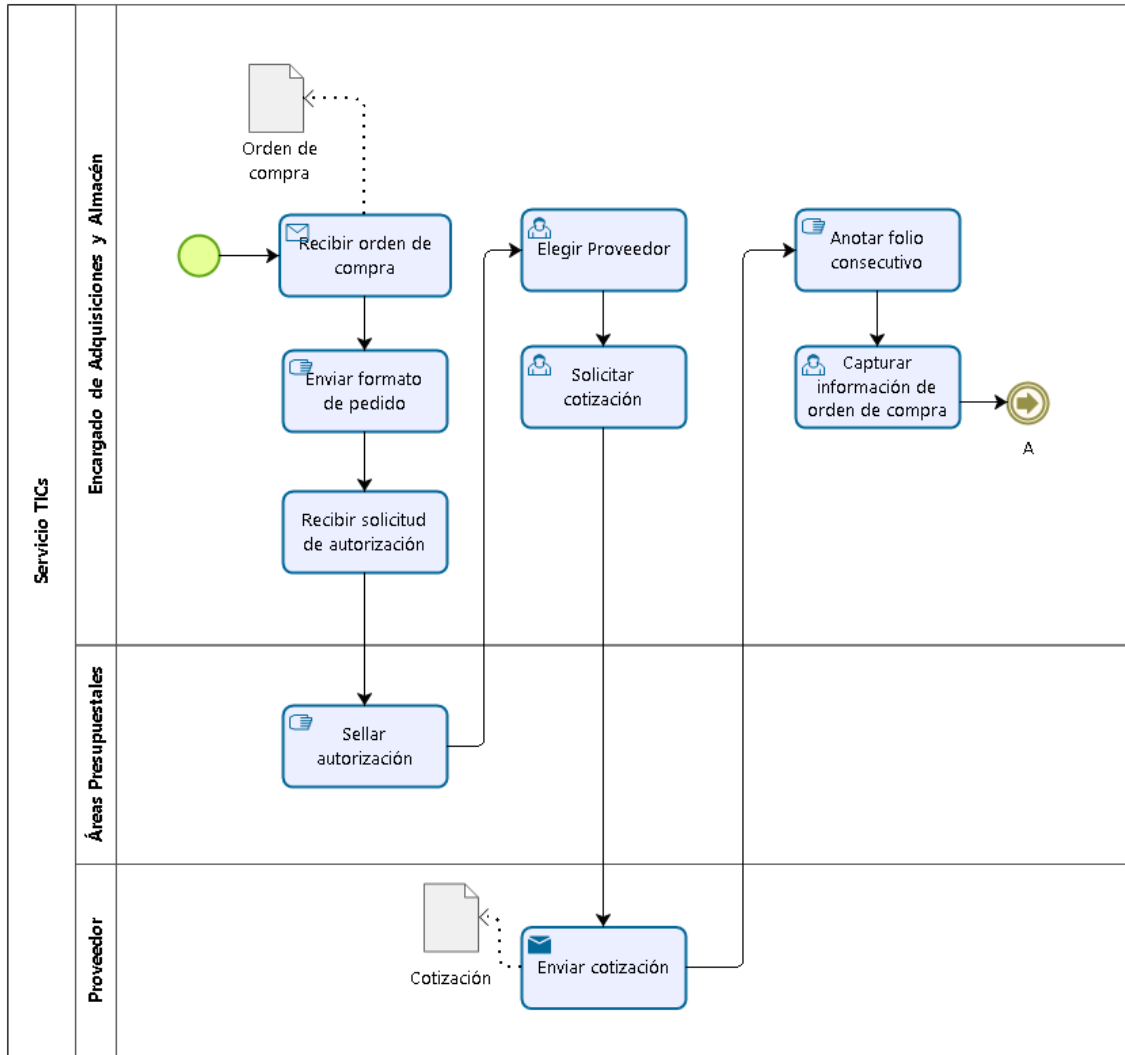 Servicio TICs
Encargado de Adquisiciones y Almacén
Orden de
compra
Recibir orden de
compra
Enviar formato
de pedido
Recibir solicitud
de autorización
Elegir Proveedor
Solicitar
cotización
Anotar folio
consecutivo
Capturar
información de
orden de compra
A
Áreas Presupuestales
Sellar
autorización
Proveedor
Cotización
Enviar cotización